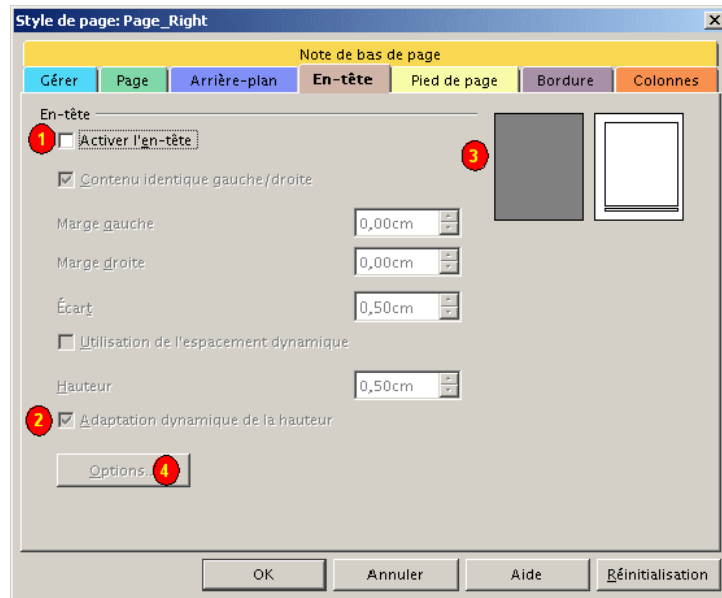 Style de page: Page_Right
Note de bas de page
Gérer Page Arrière-plan En-tête Pied de page Bordure Colonnes
En-tête
1 Activer l'en-tête
3
Contenu identique gauche/droite
Marge gauche 0,00cm
Marge droite 0,00cm
Écart 0,50cm
Utilisation de l'espacement dynamique
Hauteur 0,50cm
2 Adaptation dynamique de la hauteur
Options... 4
OK Annuler Aide Réinitialisation